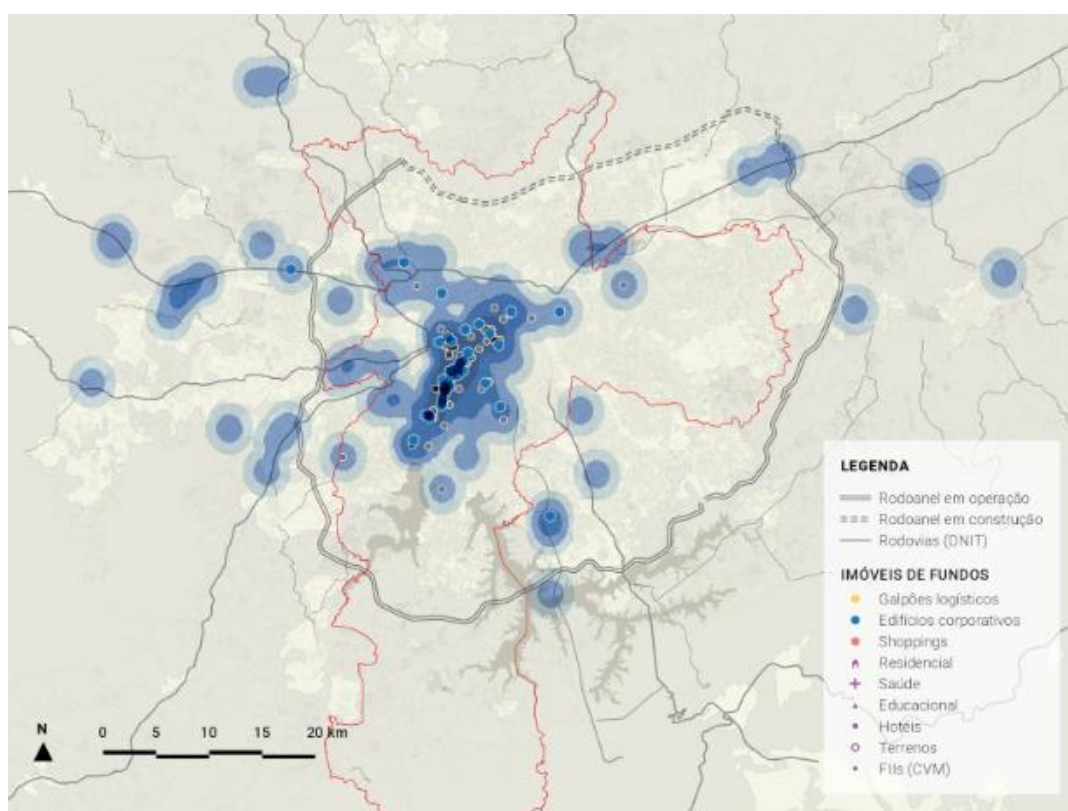 LEGENDA
Rodoanel em operação
Rodoanel em construção
Rodovias (DNIT)
IMÓVEIS DE FUNDOS
Galpões logísticos
Edifícios corporativos
Shoppings
Residencial
Saúde
Educacional
Hotéis
Terrenos
FIIs (CVM)
N
0 5 10 15 20 km